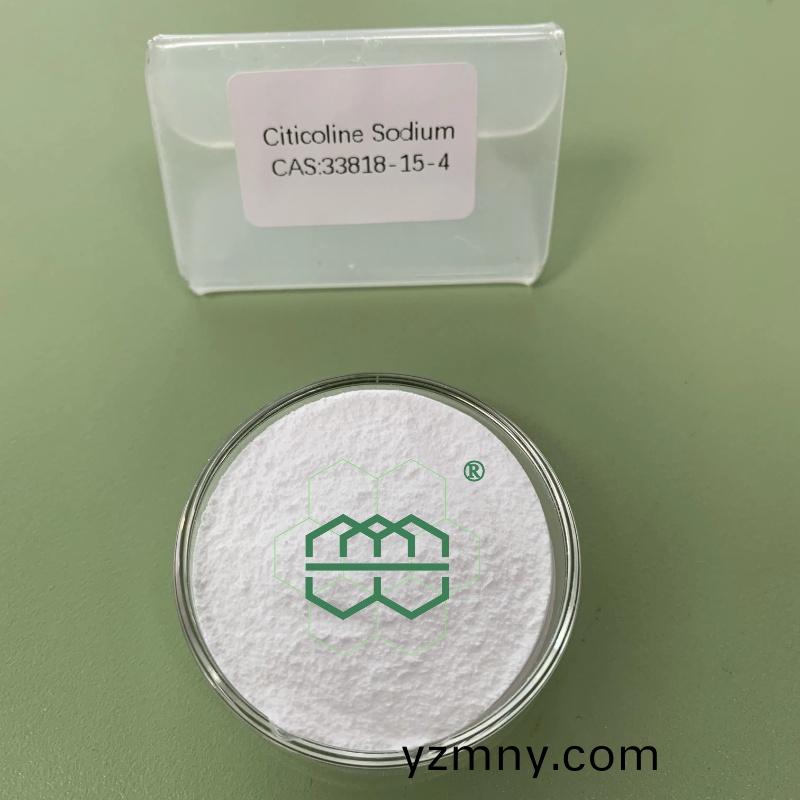 Citicoline Sodium
CAS:33818-15-4
®
yzmny.com